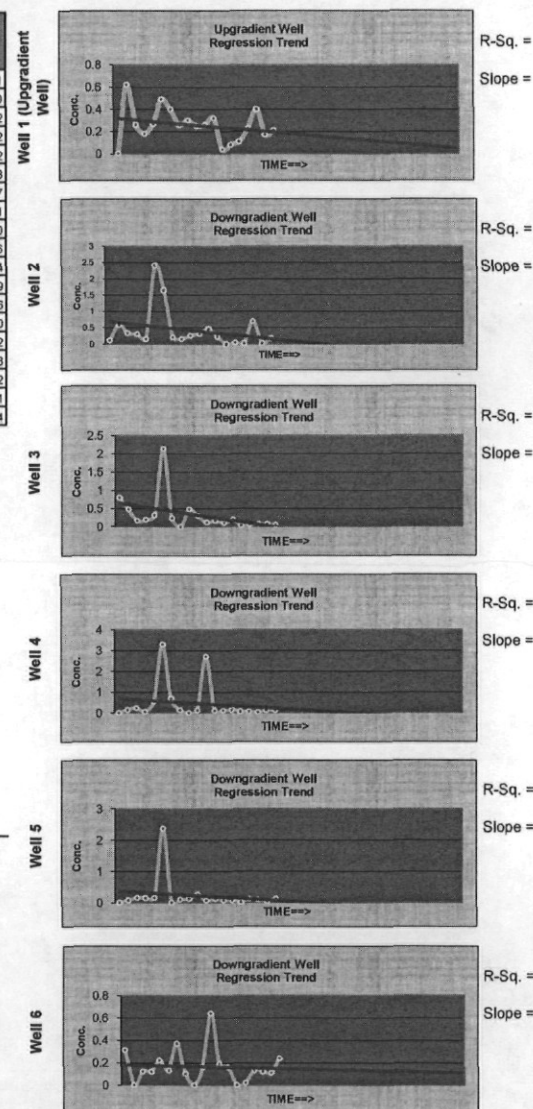 Well 1 (Upgradient Well)
Upgradient Well
Regression Trend
Conc.
0.8
0.6
0.4
0.2
0
TIME==>
R-Sq. =
Slope =
Well 2
Downgradient Well
Regression Trend
Conc.
3
2.5
2
1.5
1
0.5
0
TIME==>
R-Sq. =
Slope =
Well 3
Downgradient Well
Regression Trend
Conc.
2.5
2
1.5
1
0.5
0
TIME==>
R-Sq. =
Slope =
Well 4
Downgradient Well
Regression Trend
Conc.
4
3
2
1
0
TIME==>
R-Sq. =
Slope =
Well 5
Downgradient Well
Regression Trend
Conc.
3
2
1
0
TIME==>
R-Sq. =
Slope =
Well 6
Downgradient Well
Regression Trend
Conc.
0.8
0.6
0.4
0.2
0
TIME==>
R-Sq. =
Slope =